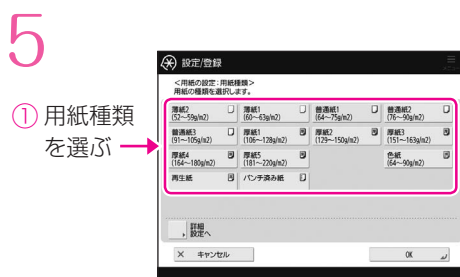 5
① 用紙種類
を選ぶ
設定/登録
<用紙の設定:用紙種類>
用紙の種類を選択します。
薄紙2 薄紙1 普通紙1 普通紙2
(52〜59g/m2) (60〜63g/m2) (64〜75g/m2) (76〜90g/m2)
普通紙3 厚紙1 厚紙2 厚紙3
(91〜105g/m2) (106〜128g/m2) (129〜150g/m2) (151〜163g/m2)
厚紙4 厚紙5 色紙
(164〜180g/m2) (181〜220g/m2) (64〜90g/m2)
再生紙 パンチ済み紙
詳細
設定へ
× キャンセル OK